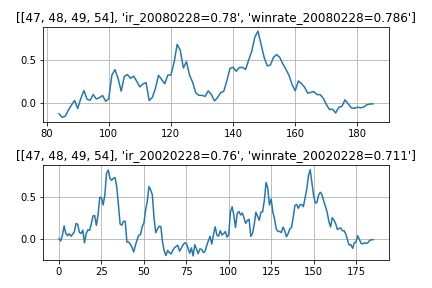 [[47, 48, 49, 54], 'ir_20080228=0.78', 'winrate_20080228=0.786']
0.5
0.0
80 100 120 140 160 180
[[47, 48, 49, 54], 'ir_20020228=0.76', 'winrate_20020228=0.711']
0.5
0.0
0 25 50 75 100 125 150 175